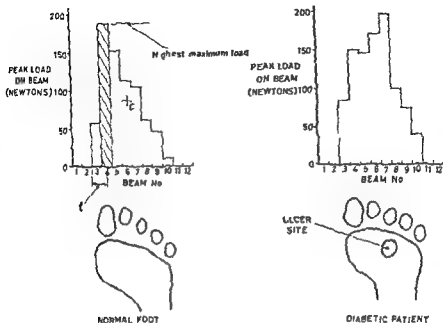 200
150
100
50
0
PEAK LOAD
ON BEAM
(NEWTONS)
Highest maximum load
1 2 3 4 5 6 7 8 9 10 11 12
BEAM No
NORMAL FOOT
200
150
100
50
0
PEAK LOAD
ON BEAM
(NEWTONS)
1 2 3 4 5 6 7 8 9 10 11 12
BEAM No
ULCER
SITE
DIABETIC PATIENT